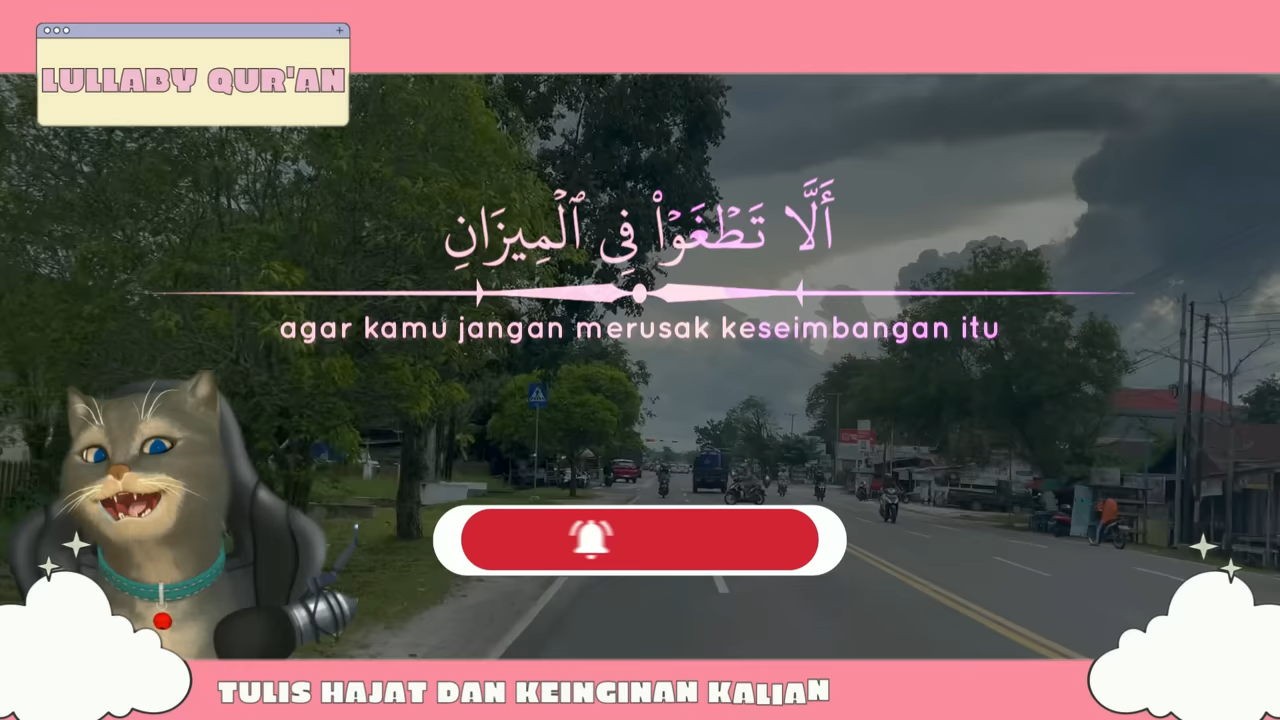 LULLABY QUR'AN
أَلَّا تَطْغَوْا۟ فِى ٱلْمِيزَانِ
agar kamu jangan merusak keseimbangan itu
TULIS HAJAT DAN KEINGINAN KALIAN